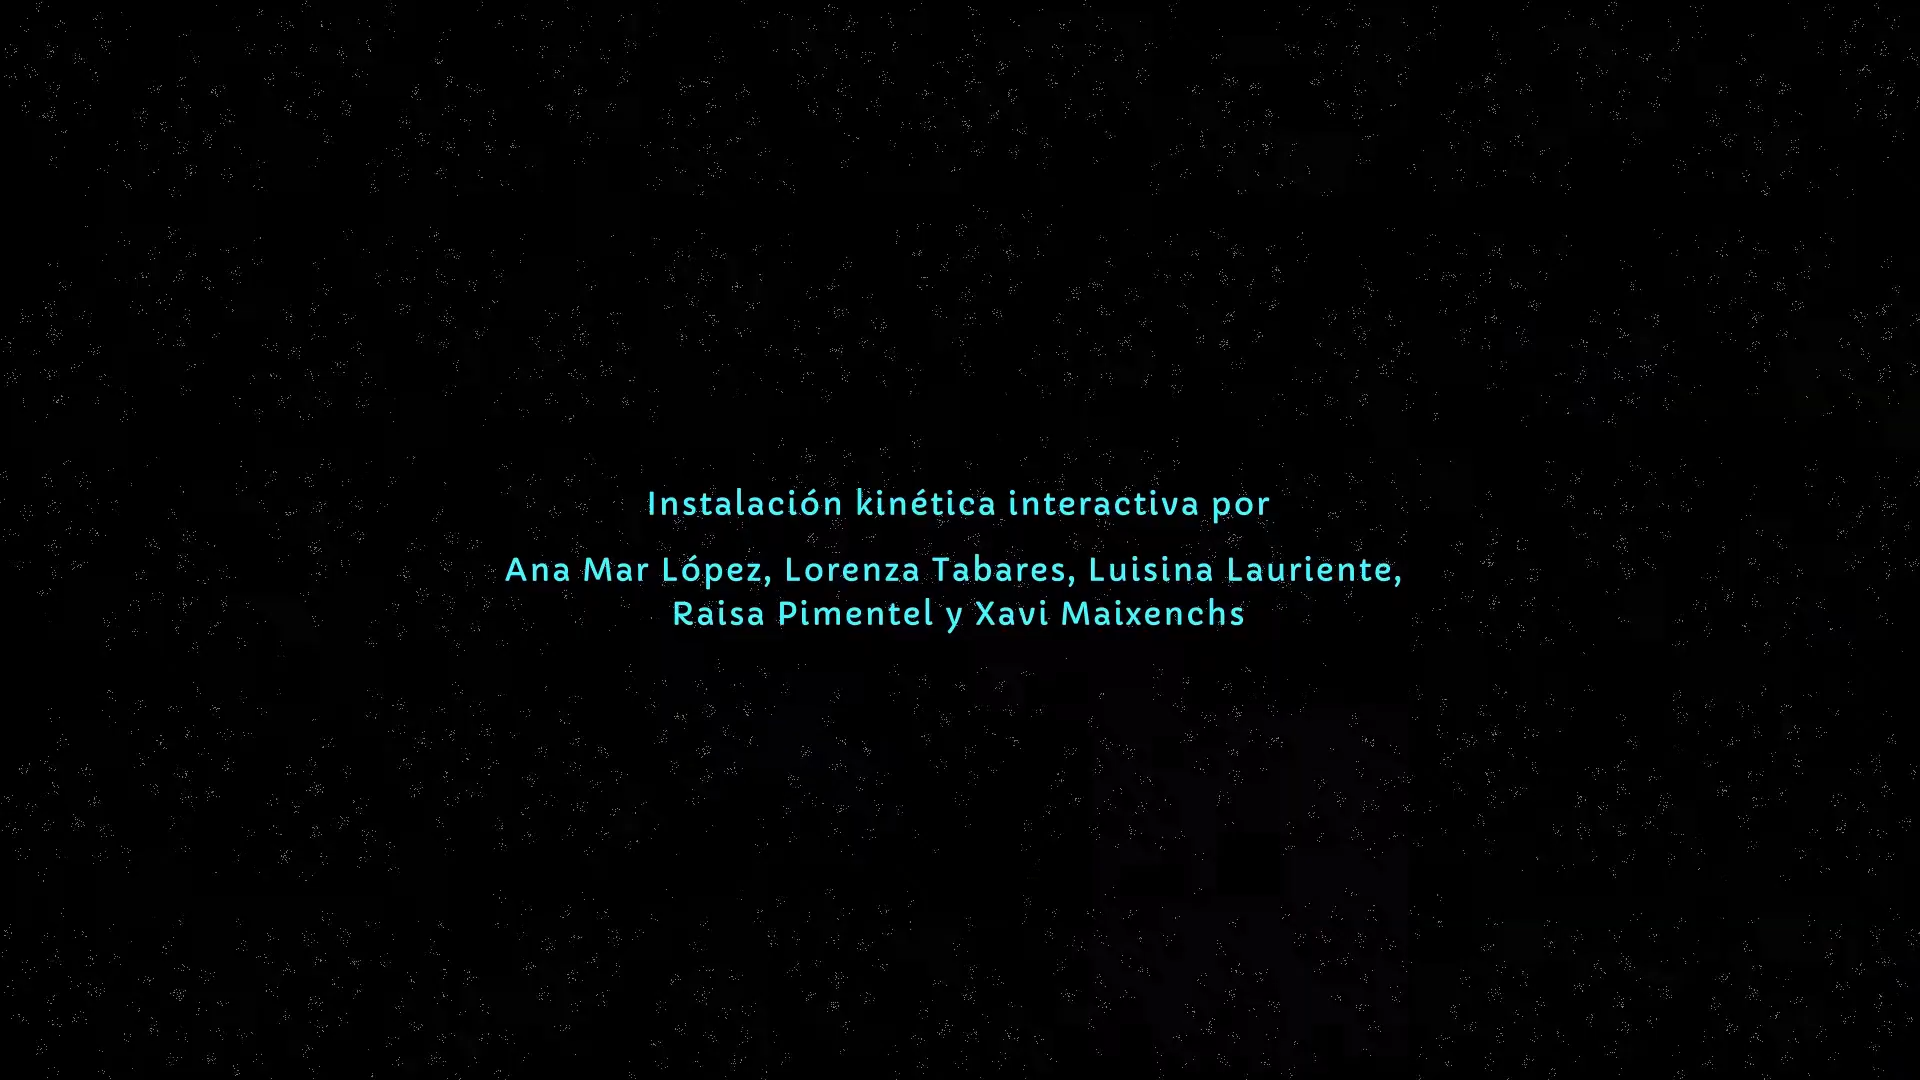 Instalación kinética interactiva por
Ana Mar López, Lorenza Tabares, Luisina Lauriente,
Raisa Pimentel y Xavi Maixenchs